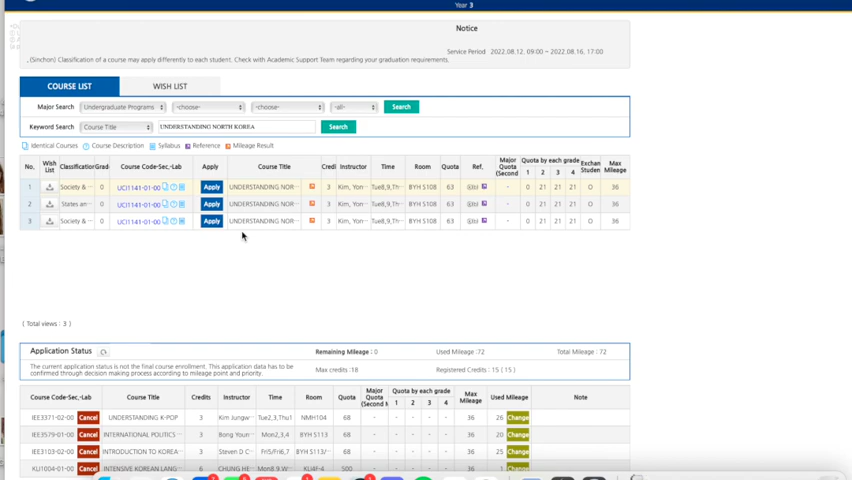 Year 3
Notice
Service Period 2022.08.12, 09:00 ~ 2022.08.16, 17:00
. (Sinchon) Classification of a course may apply differently to each student. Check with Academic Support Team regarding your graduation requirements.
COURSE LIST WISH LIST
Major Search Undergraduate Programs -choose- -choose- -all- Search
Keyword Search Course Title UNDERSTANDING NORTH KOREA Search
Identical Courses Course Description Syllabus Reference Mileage Result
No. Wish List Classification Grade Course Code-Sec,-Lab Apply Course Title Credi Instructor Time Room Quota Ref. Major Quota (Second Quota by each grade 1 2 3 4 Exchan Studen Max Mileage
1 Society & ··· 0 UCI1141-01-00 Apply UNDERSTANDING NOR··· 3 Kim, Yon··· Tue8,9,Th··· BYH S108 63 - 0 21 21 21 O 36
2 States an··· 0 UCI1141-01-00 Apply UNDERSTANDING NOR··· 3 Kim, Yon··· Tue8,9,Th··· BYH S108 63 - 0 21 21 21 O 36
3 Society & ··· 0 UCI1141-01-00 Apply UNDERSTANDING NOR··· 3 Kim, Yon··· Tue8,9,Th··· BYH S108 63 - 0 21 21 21 O 36
[ Total views : 3 ]
Application Status Remaining Mileage : 0 Used Mileage :72 Total Mileage : 72
The current application status is not the final course enrollment. This application data has to be confirmed through decision making process according to mileage point and priority. Max credits :18 Registered Credits : 15 ( 15 )
Course Code-Sec,-Lab Course Title Credits Instructor Time Room Quota Major Quota (Second M Quota by each grade 1 2 3 4 Max Mileage Used Mileage Note
IEE3371-02-00 Cancel UNDERSTANDING K-POP 3 Kim Jungw··· Tue2,3,Thu1 NMH104 68 - - - - - 36 26 Change
IEE3579-01-00 Cancel INTERNATIONAL POLITICS ··· 3 Bong Youn··· Mon2,3,4 BYH S113 68 - - - - - 36 20 Change
IEE3103-02-00 Cancel INTRODUCTION TO KOREA··· 3 Steven D C··· Fri5/Fri6,7 BYH S113/··· 68 - - - - - 36 25 Change
KLI1004-01-00 Cancel INTENSIVE KOREAN LANG··· 6 CHUNG HE··· Mon8,9,W··· KLI4F-4 500 - - - - - 36 1 Change